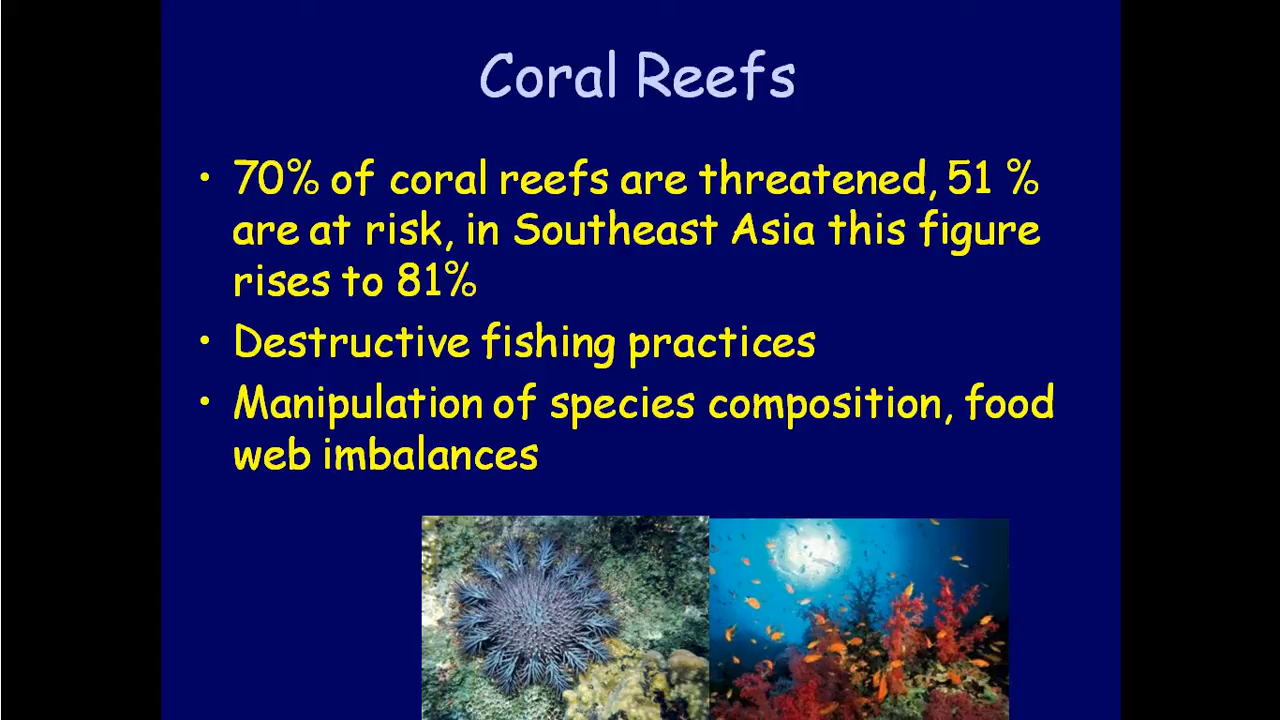 Coral Reefs
• 70% of coral reefs are threatened, 51 %
are at risk, in Southeast Asia this figure
rises to 81%
• Destructive fishing practices
• Manipulation of species composition, food
web imbalances